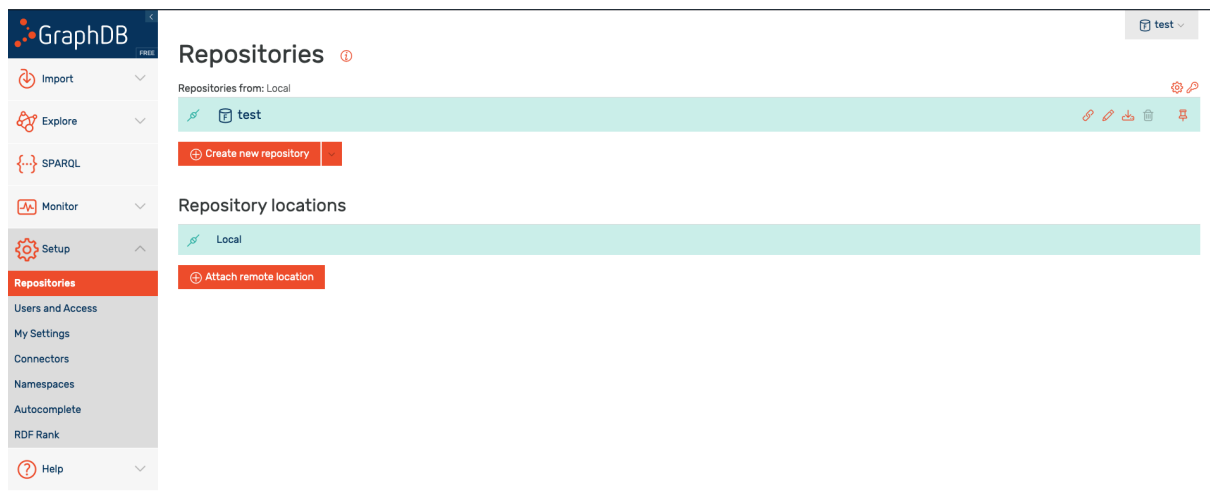 GraphDB
FREE
Import
Explore
SPARQL
Monitor
Setup
Repositories
Users and Access
My Settings
Connectors
Namespaces
Autocomplete
RDF Rank
Help
test
Repositories
Repositories from: Local
test
Create new repository
Repository locations
Local
Attach remote location